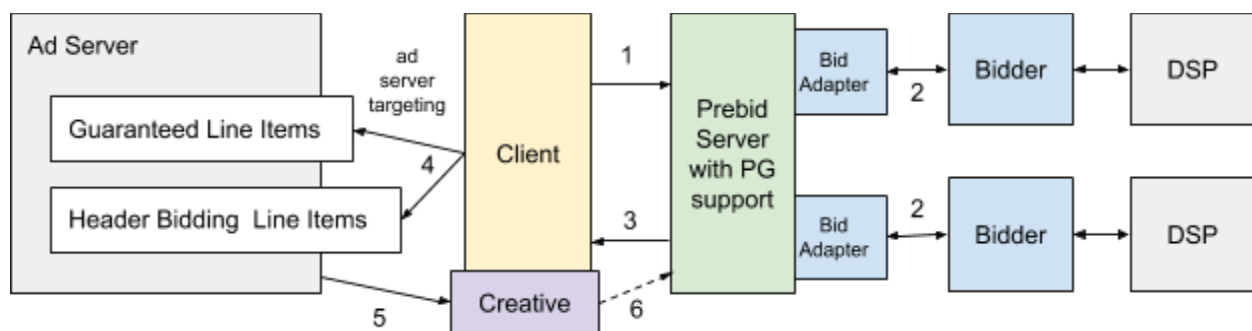 Ad Server
Guaranteed Line Items
Header Bidding Line Items
ad
server
targeting
4
5
Client
Creative
1
3
6
Prebid
Server
with PG
support
Bid
Adapter
2
Bidder
DSP
Bid
Adapter
2
Bidder
DSP